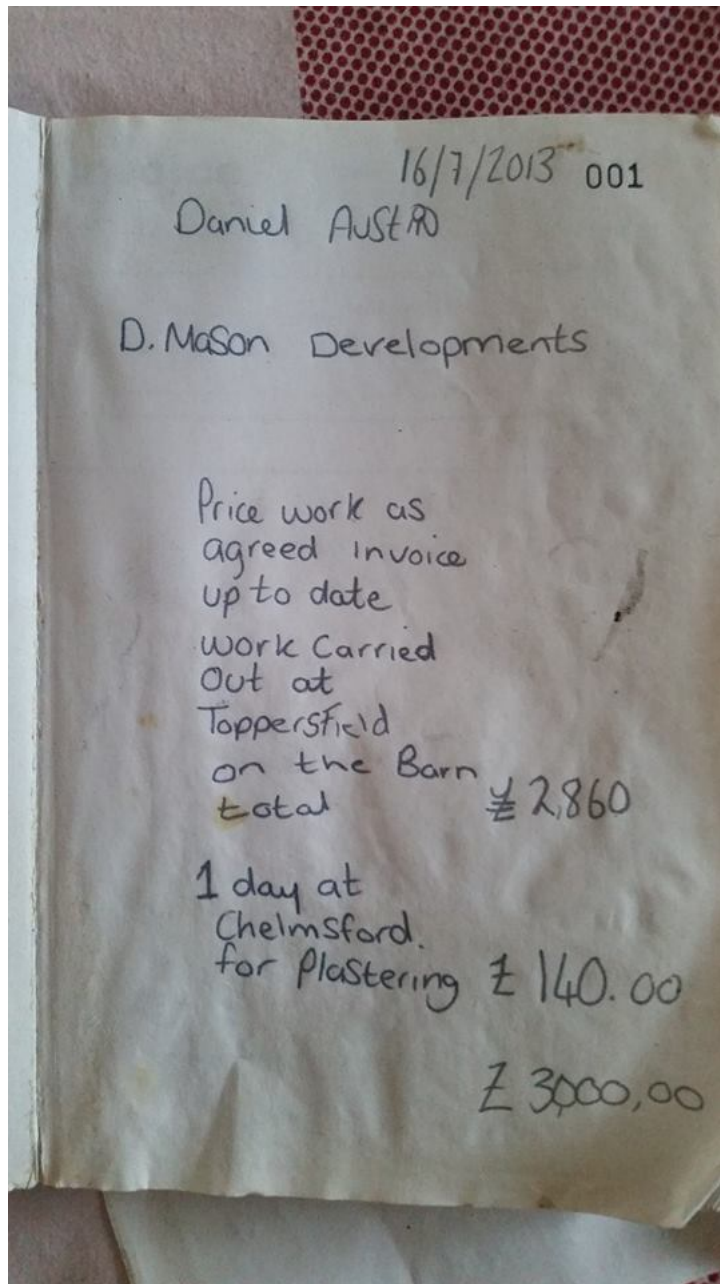 16/7/2013 001
Daniel
D. Mason Developments
Price work as
agreed invoice
up to date
work Carried
Out at
Toppersfield
on the Barn
total £2,860
1 day at
Chelmsford.
for Plastering £140.00
£3000,00